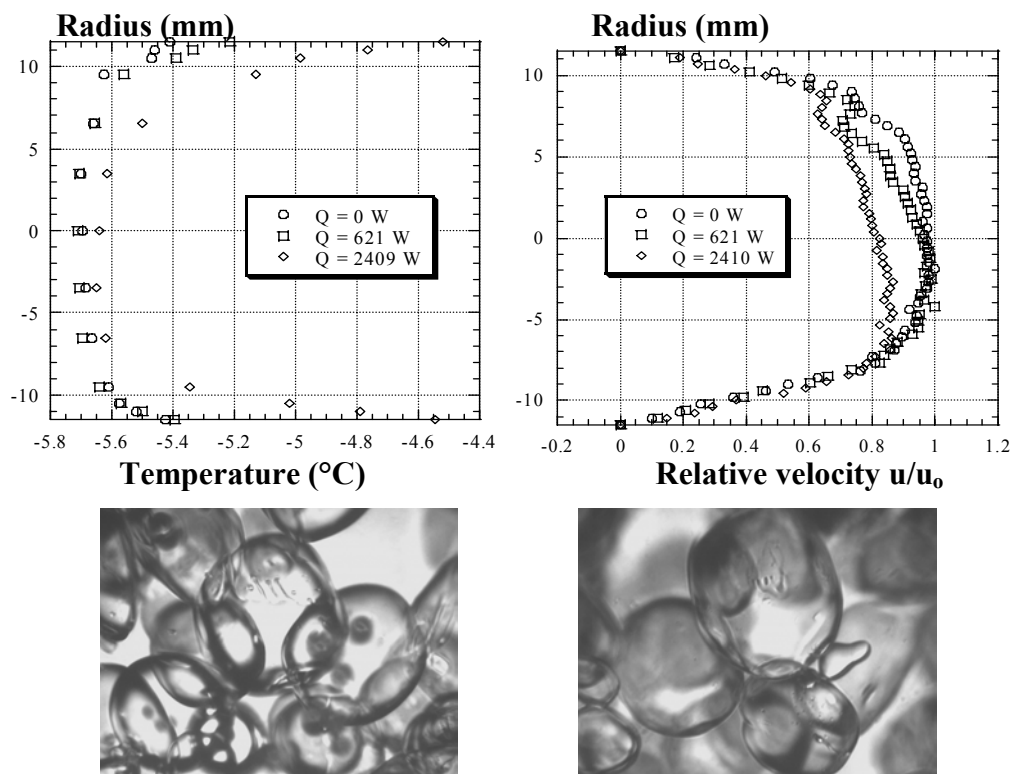 Radius (mm)
10
5
0
-5
-10
-5.8 -5.6 -5.4 -5.2 -5 -4.8 -4.6 -4.4
Q = 0 W
Q = 621 W
Q = 2409 W
Temperature (°C)
Radius (mm)
10
5
0
-5
-10
-0.2 0 0.2 0.4 0.6 0.8 1 1.2
Q = 0 W
Q = 621 W
Q = 2410 W
Relative velocity u/uₒ